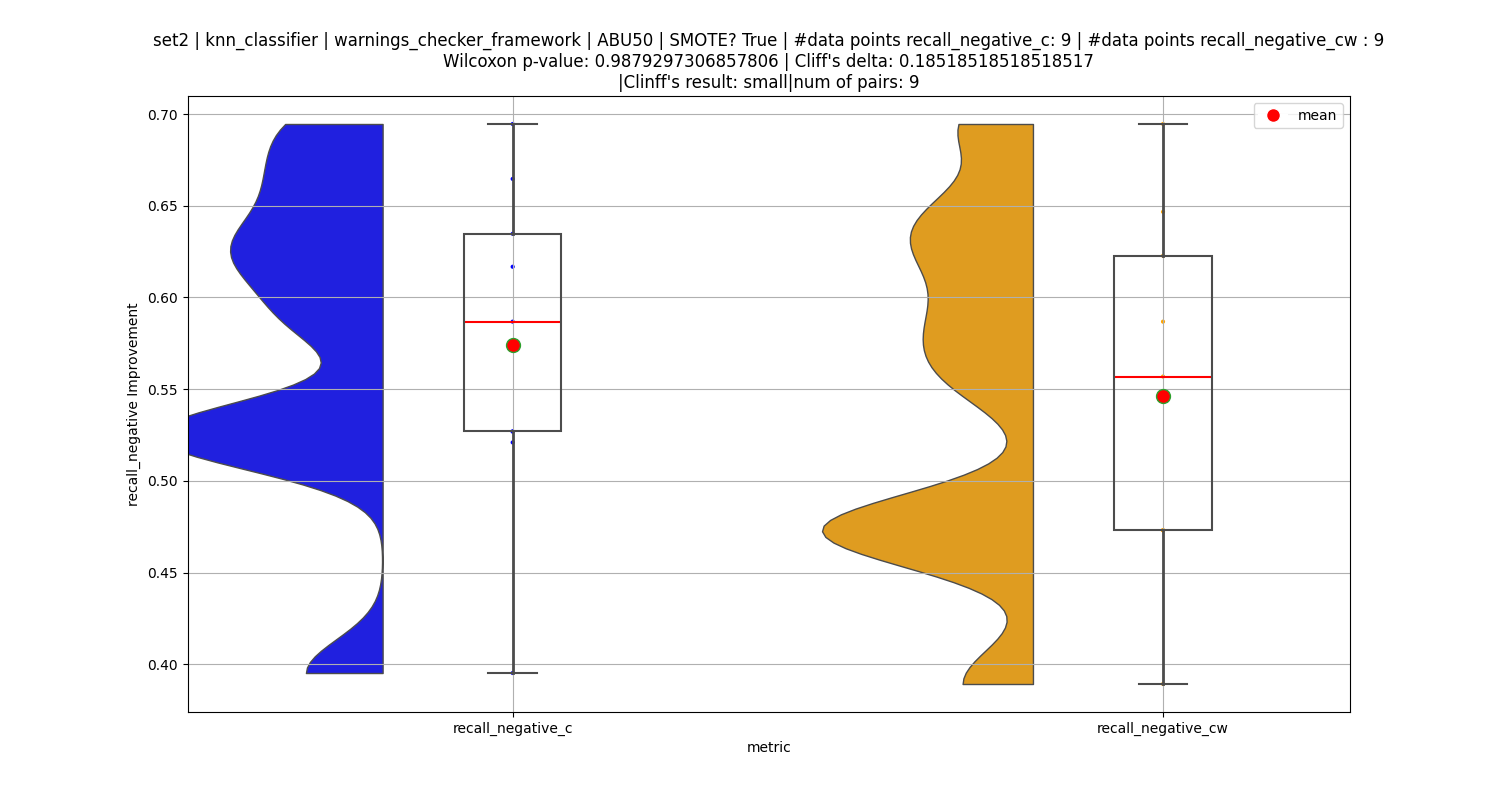 set2 | knn_classifier | warnings_checker_framework | ABU50 | SMOTE? True | #data points recall_negative_c: 9 | #data points recall_negative_cw : 9
Wilcoxon p-value: 0.9879297306857806 | Cliff's delta: 0.18518518518518517
|Clinff's result: small|num of pairs: 9
mean
0.70
0.65
0.60
0.55
0.50
0.45
0.40
recall_negative Improvement
recall_negative_c
recall_negative_cw
metric